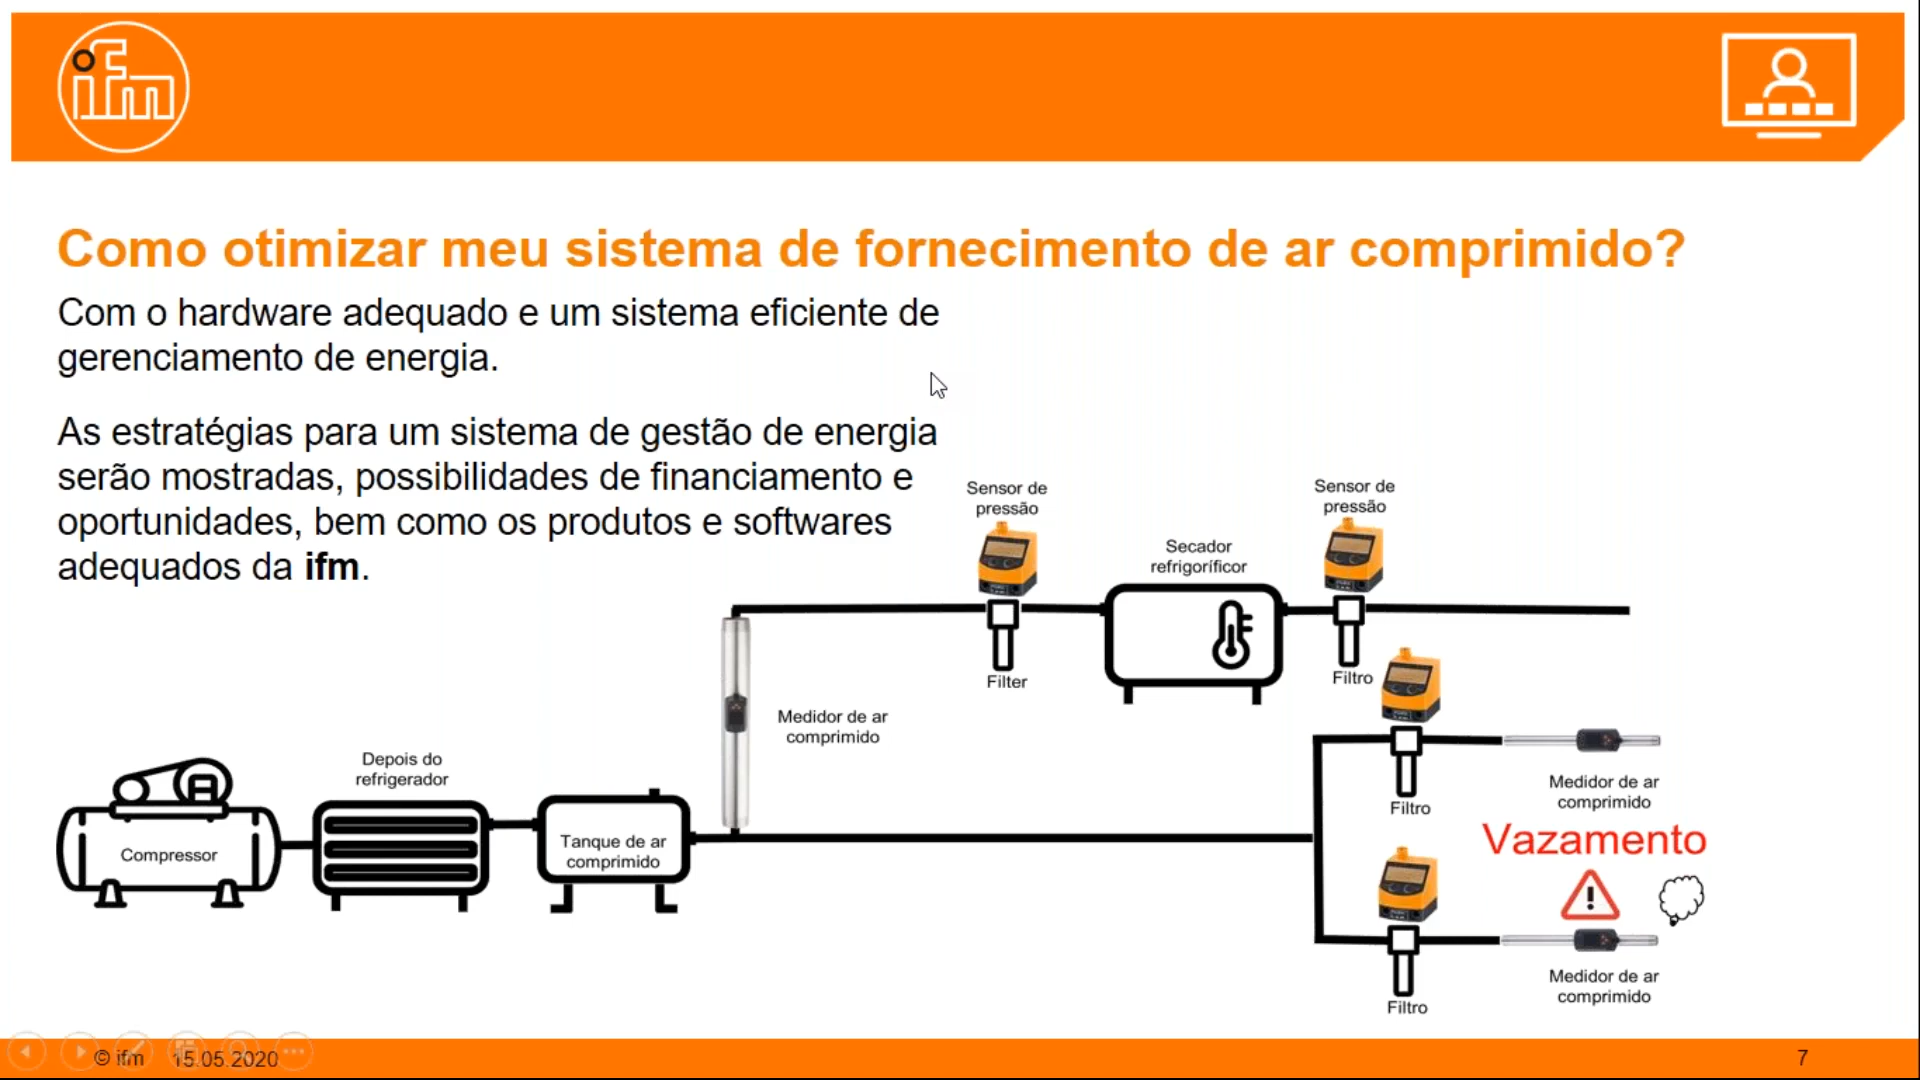 ifm
Como otimizar meu sistema de fornecimento de ar comprimido?
Com o hardware adequado e um sistema eficiente de
gerenciamento de energia.
As estratégias para um sistema de gestão de energia
serão mostradas, possibilidades de financiamento e
oportunidades, bem como os produtos e softwares
adequados da ifm.
Sensor de
pressão
Sensor de
pressão
Secador
refrigoríficor
Filter
Filtro
Medidor de ar
comprimido
Depois do
refrigerador
Compressor
Tanque de ar
comprimido
Filtro
Medidor de ar
comprimido
Vazamento
Filtro
Medidor de ar
comprimido
© ifm 15.05.2020
7